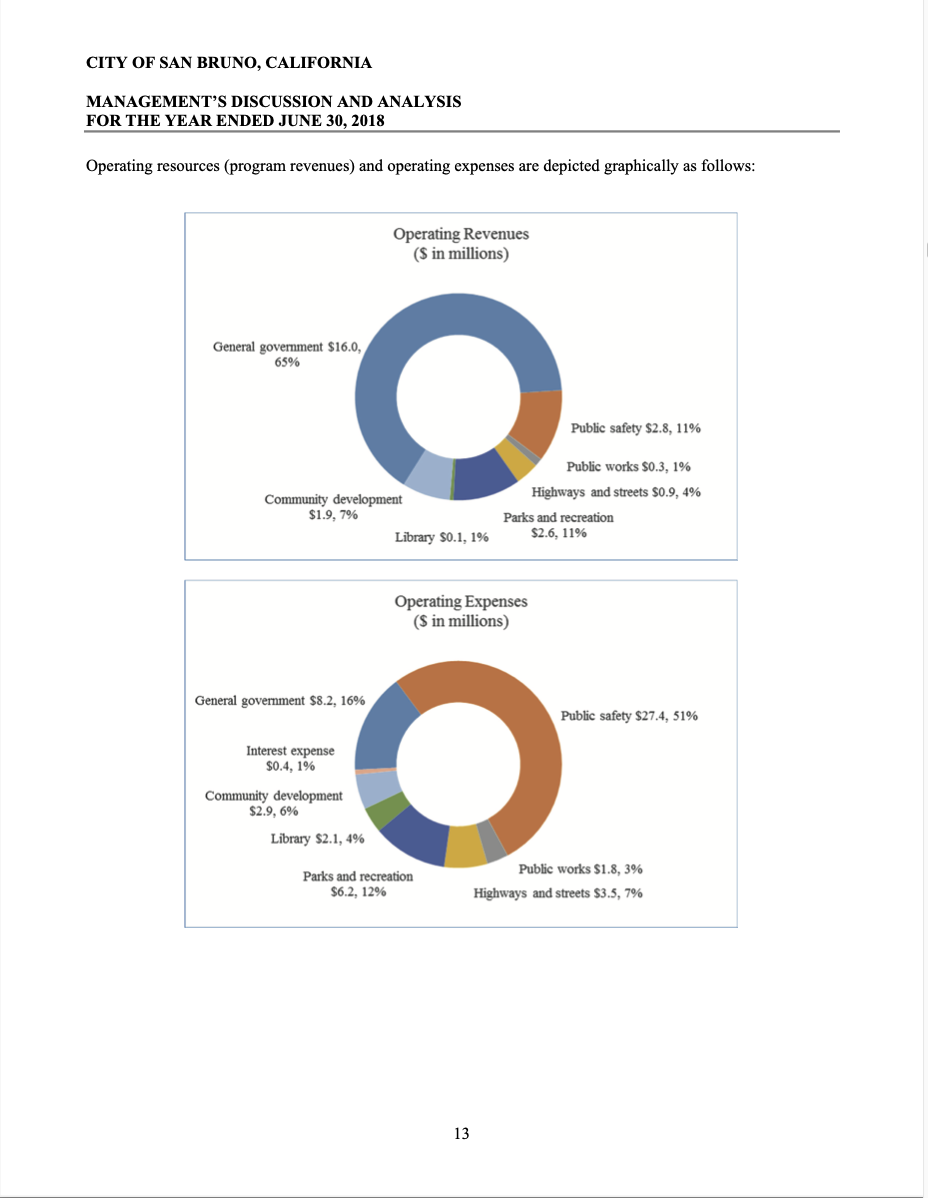 CITY OF SAN BRUNO, CALIFORNIA
MANAGEMENT’S DISCUSSION AND ANALYSIS
FOR THE YEAR ENDED JUNE 30, 2018
Operating resources (program revenues) and operating expenses are depicted graphically as follows:
Operating Revenues
($ in millions)
General government $16.0,
65%
Public safety $2.8, 11%
Public works $0.3, 1%
Highways and streets $0.9, 4%
Parks and recreation
$2.6, 11%
Library $0.1, 1%
Community development
$1.9, 7%
Operating Expenses
($ in millions)
General government $8.2, 16%
Public safety $27.4, 51%
Interest expense
$0.4, 1%
Community development
$2.9, 6%
Library $2.1, 4%
Parks and recreation
$6.2, 12%
Public works $1.8, 3%
Highways and streets $3.5, 7%
13